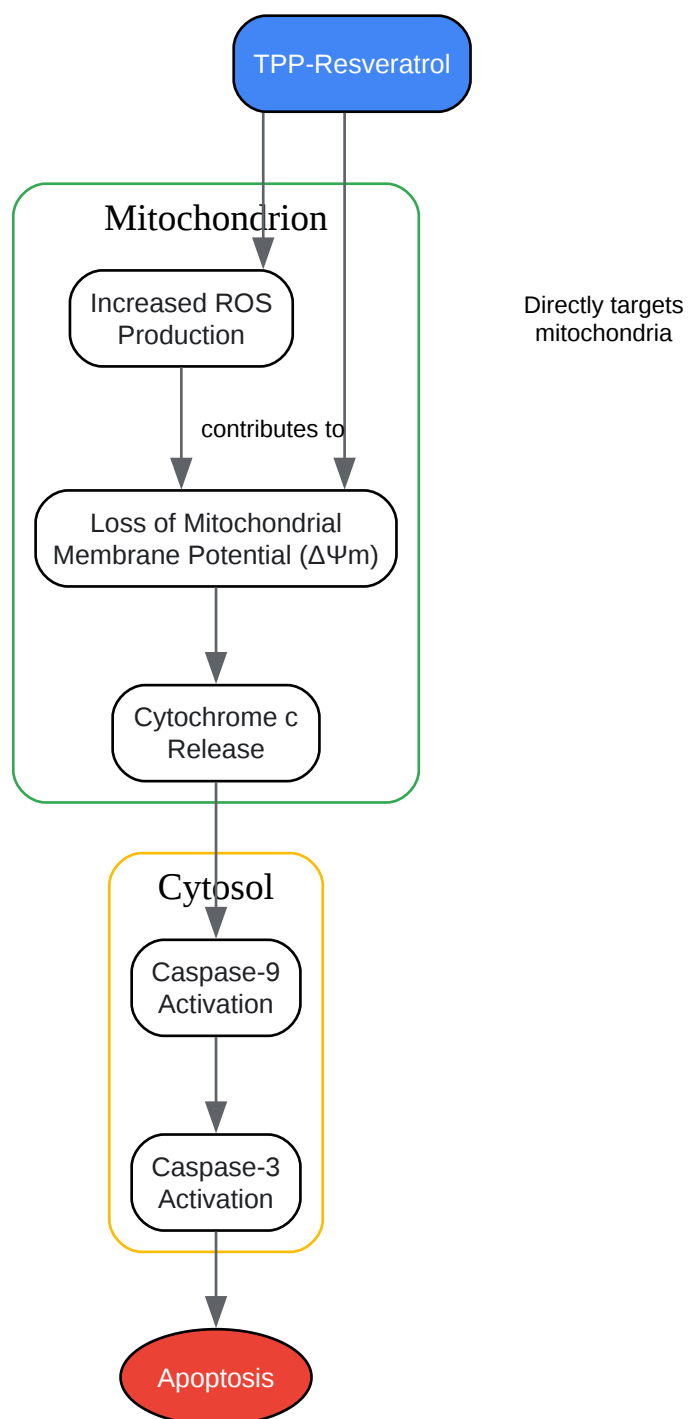 TPP-Resveratrol
Mitochondrion
Increased ROS
Production
Directly targets
mitochondria
contributes to
Loss of Mitochondrial
Membrane Potential (ΔΨm)
Cytochrome c
Release
Cytosol
Caspase-9
Activation
Caspase-3
Activation
Apoptosis